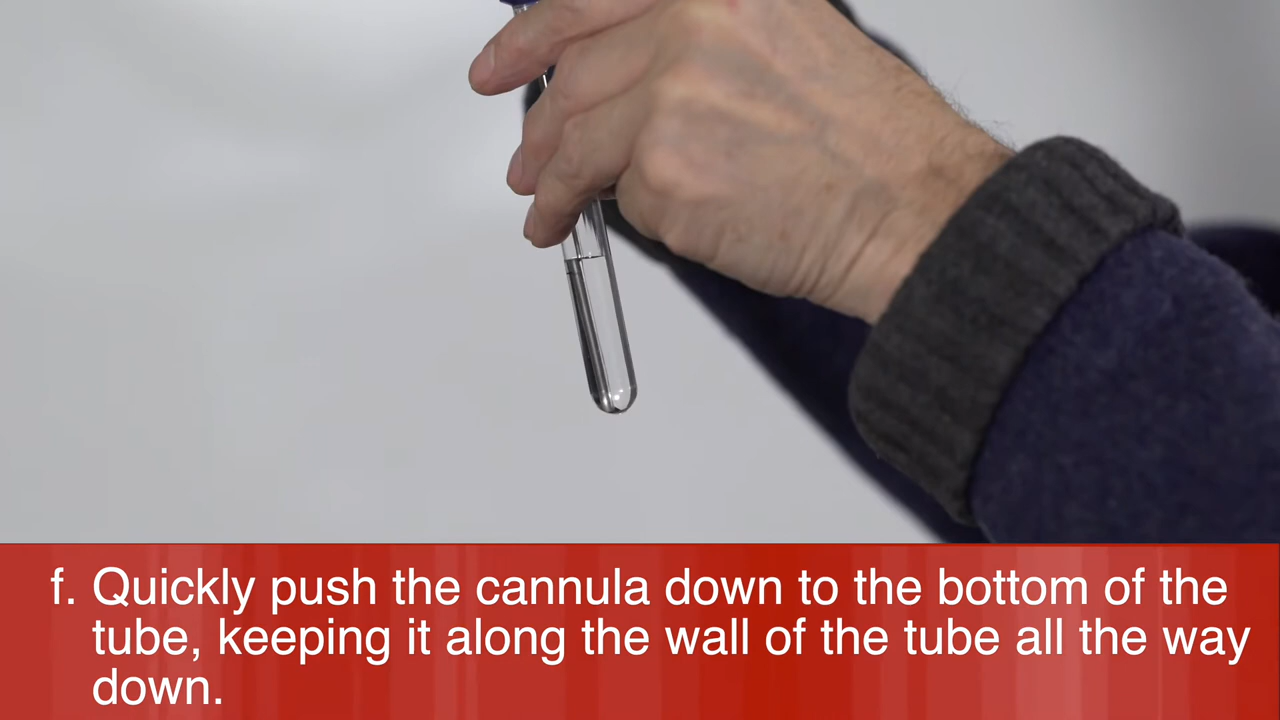 f. Quickly push the cannula down to the bottom of the
tube, keeping it along the wall of the tube all the way
down.